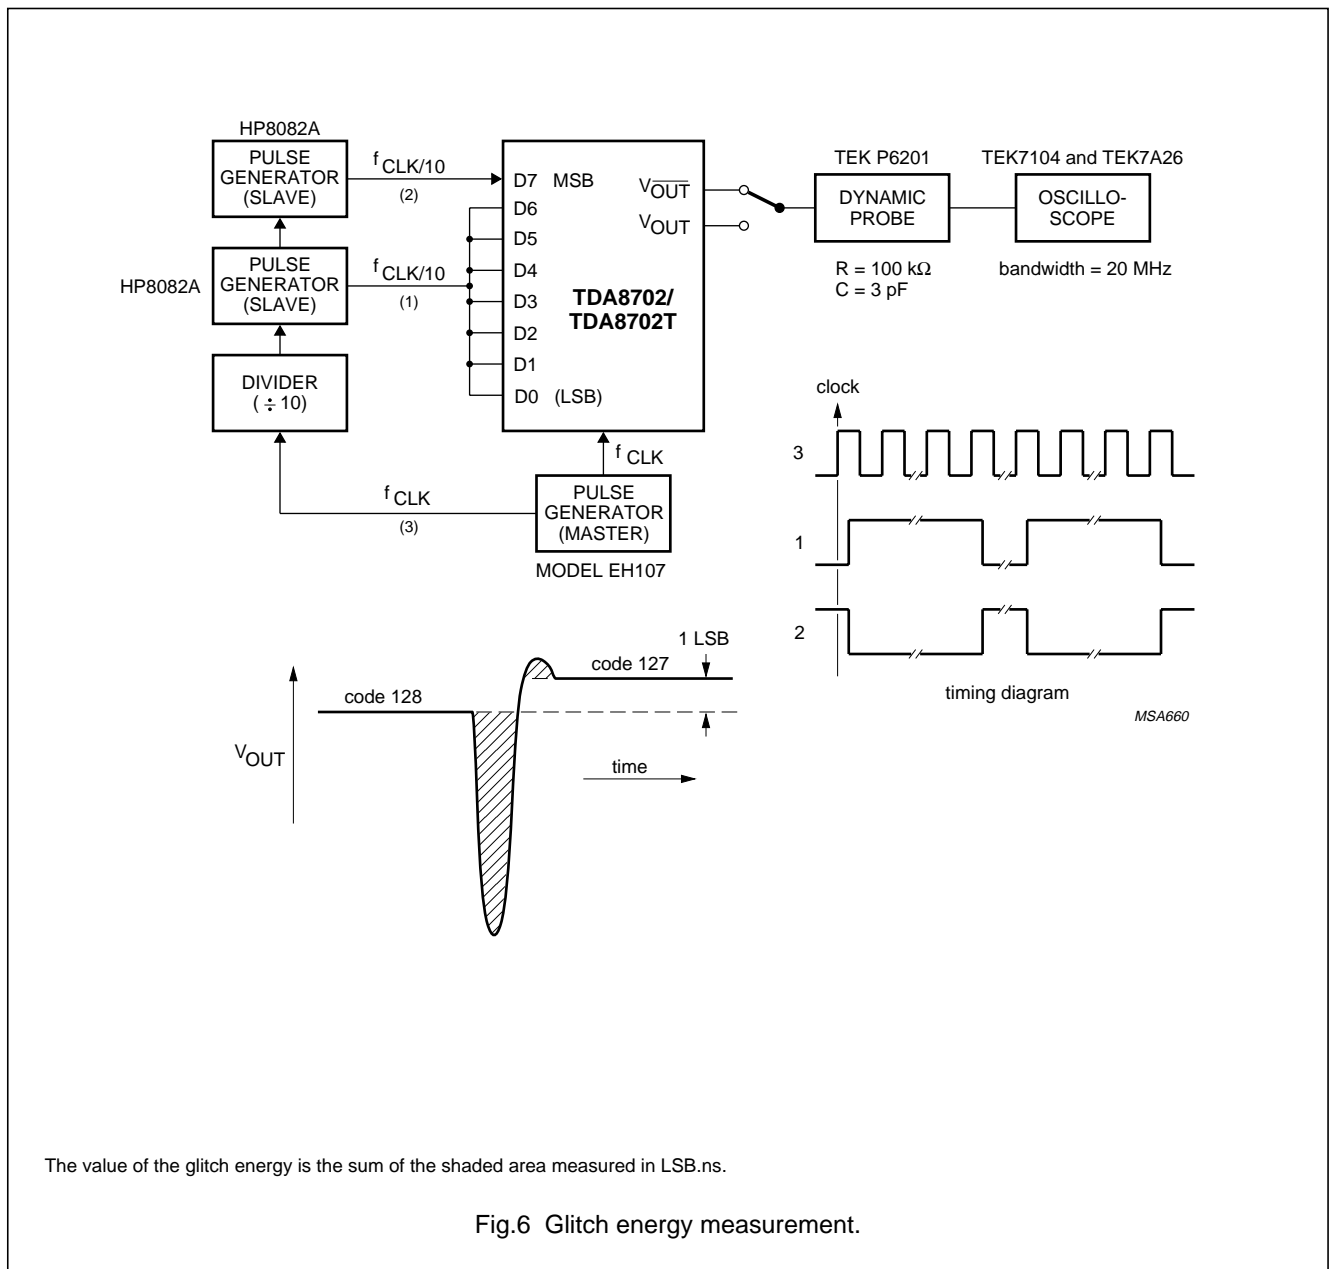 HP8082A
PULSE
GENERATOR
(SLAVE)
f CLK/10
(2)
HP8082A
PULSE
GENERATOR
(SLAVE)
f CLK/10
(1)
DIVIDER
( ÷ 10)
f CLK
(3)
D7 MSB
D6
D5
D4
D3
D2
D1
D0 (LSB)
TDA8702/
TDA8702T
VOUT
VOUT
f CLK
PULSE
GENERATOR
(MASTER)
MODEL EH107
TEK P6201
DYNAMIC
PROBE
R = 100 kΩ
C = 3 pF
TEK7104 and TEK7A26
OSCILLO-
SCOPE
bandwidth = 20 MHz
clock
3
1
2
timing diagram
MSA660
1 LSB
code 127
code 128
VOUT
time
The value of the glitch energy is the sum of the shaded area measured in LSB.ns.
Fig.6 Glitch energy measurement.